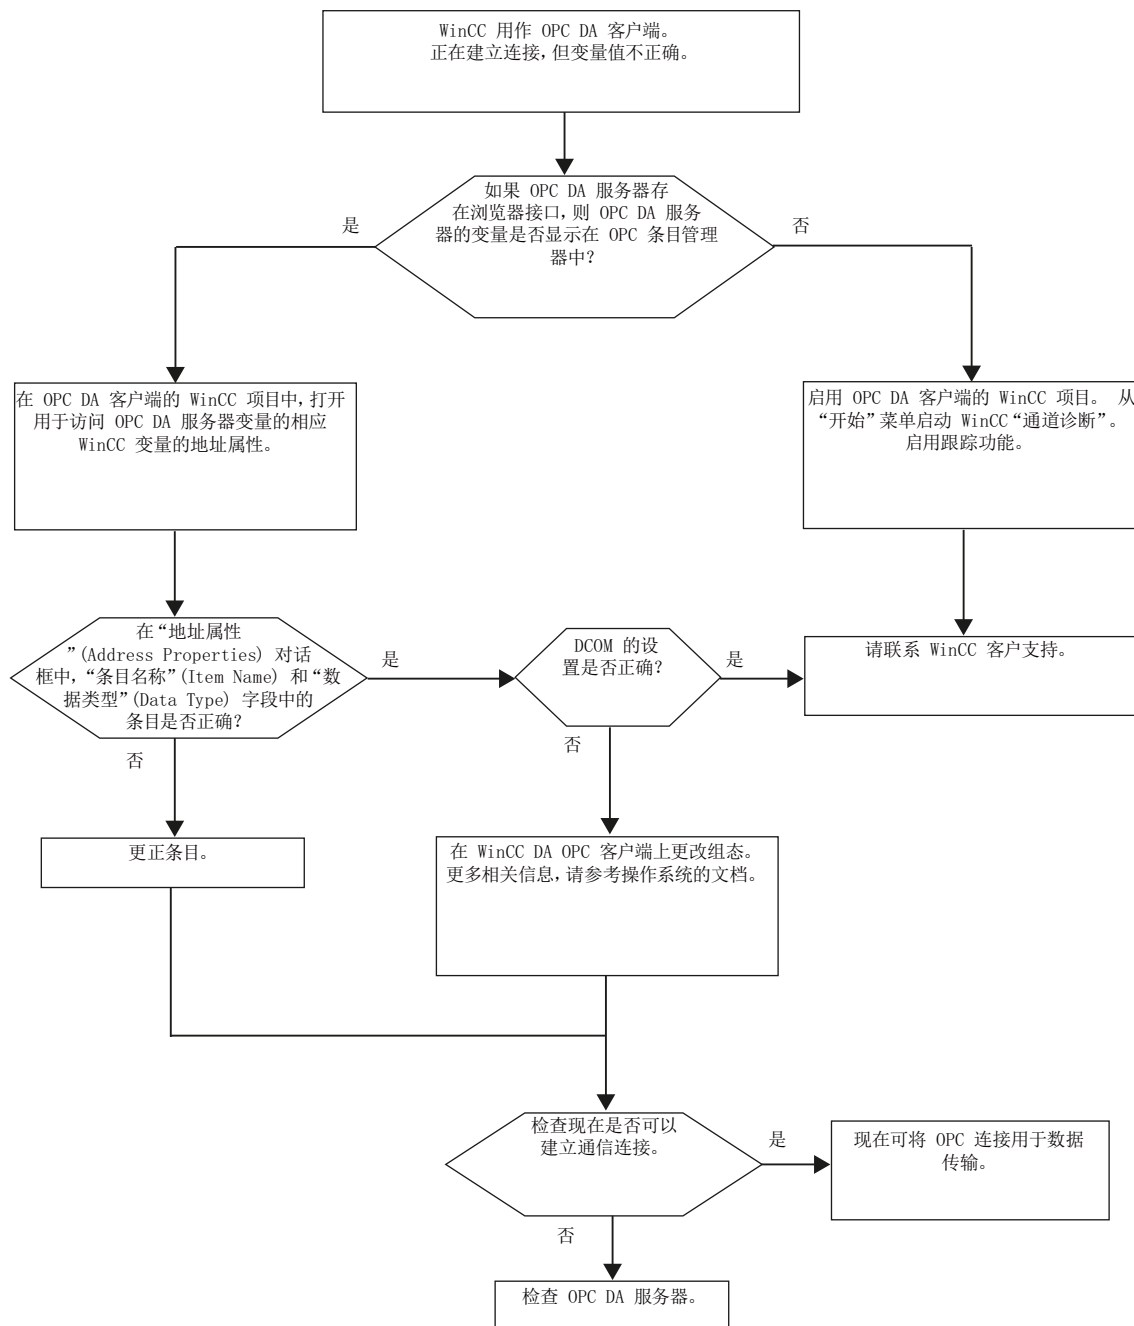 WinCC 用作 OPC DA 客户端。
正在建立连接，但变量值不正确。
如果 OPC DA 服务器存
在浏览器接口，则 OPC DA 服务
器的变量是否显示在 OPC 条目管理
器中？
是
否
在 OPC DA 客户端的 WinCC 项目中，打开
用于访问 OPC DA 服务器变量的相应
WinCC 变量的地址属性。
启用 OPC DA 客户端的 WinCC 项目。 从
“开始”菜单启动 WinCC“通道诊断”。
启用跟踪功能。
在“地址属性
”(Address Properties) 对话
框中，“条目名称”(Item Name) 和“数
据类型”(Data Type) 字段中的
条目是否正确？
是
DCOM 的设
置是否正确？
是
请联系 WinCC 客户支持。
否
否
更正条目。
在 WinCC DA OPC 客户端上更改组态。
更多相关信息，请参考操作系统的文档。
检查现在是否可以
建立通信连接。
是
现在可将 OPC 连接用于数据
传输。
否
检查 OPC DA 服务器。